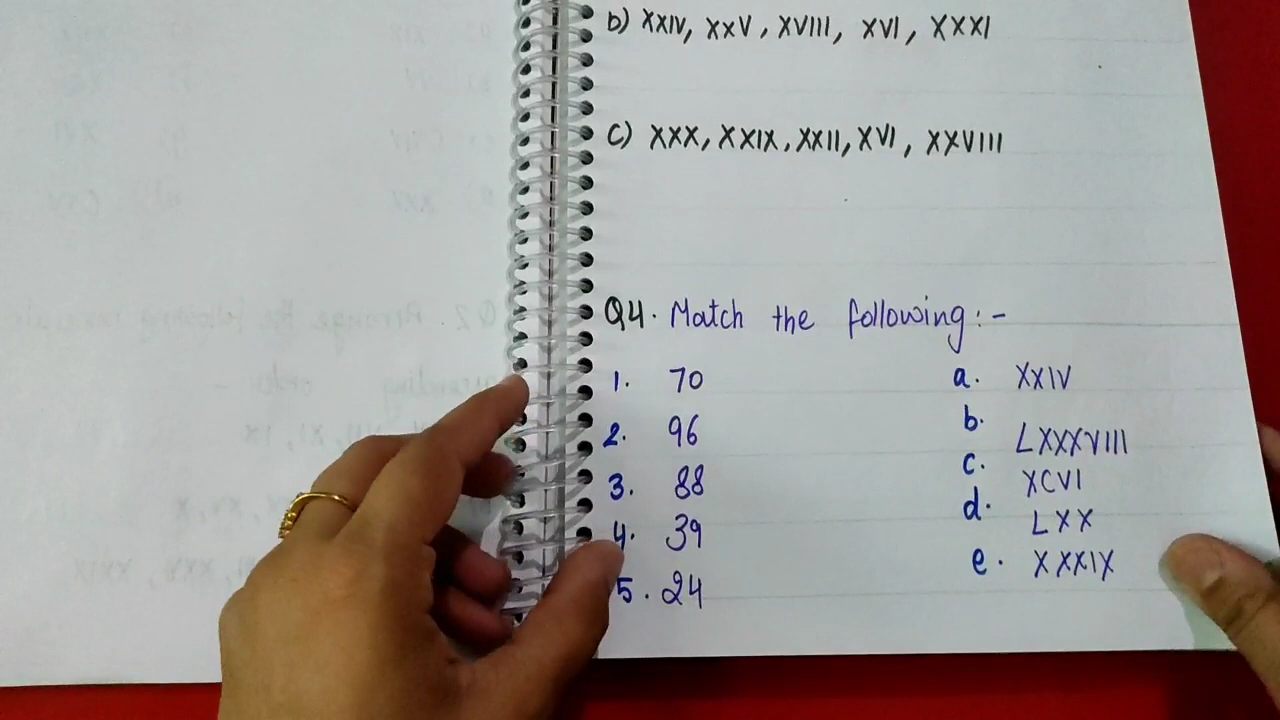 b) XXIV, XXV, XVIII, XVI, XXXI
C) XXX, XXIX, XXII, XVI, XXVIII
Q4. Match the following:-
1. 70 a. XXIV
2. 96 b. LXXXVIII
3. 88 c. XCVI
4. 39 d. LXX
5. 24 e. XXXIX